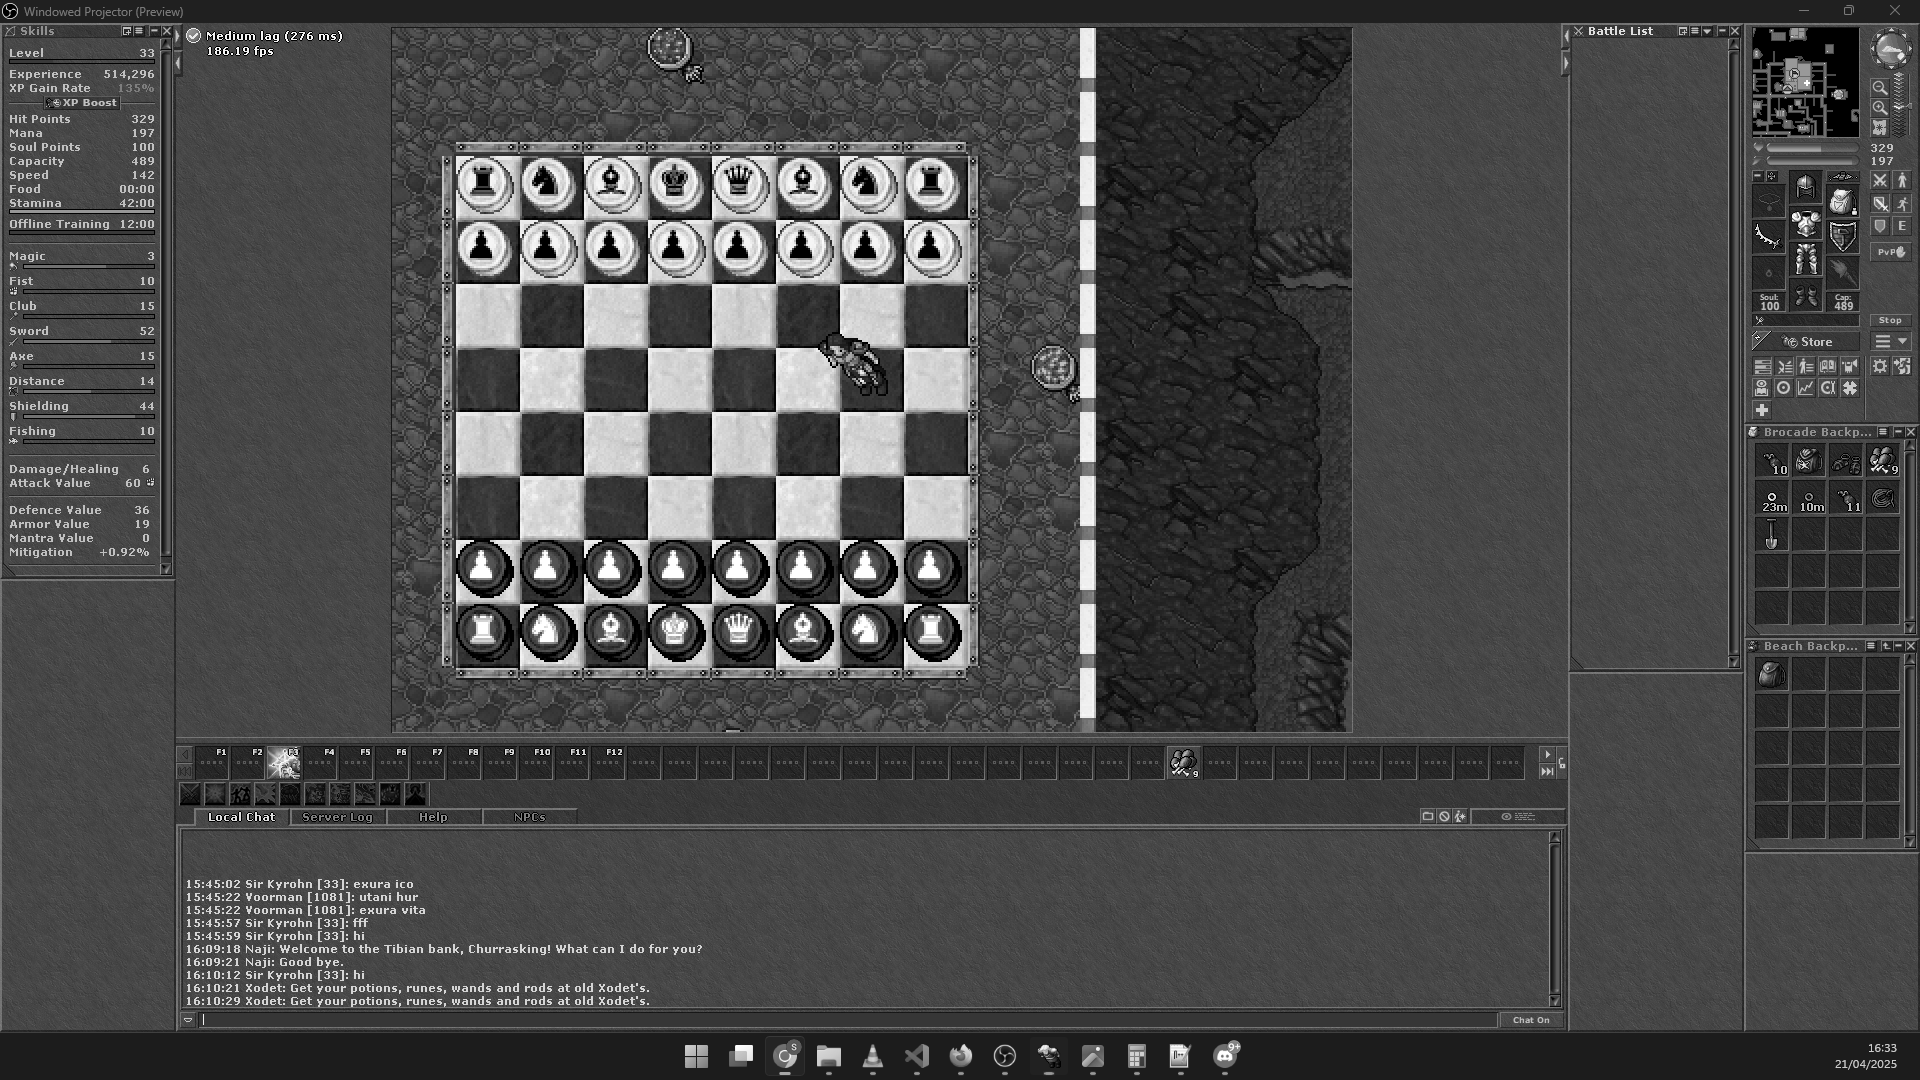 Windowed Projector (Preview)
Skills
Level 33
Experience 514,296
XP Gain Rate 135%
XP Boost
Hit Points 329
Mana 197
Soul Points 100
Capacity 489
Speed 142
Food 00:00
Stamina 42:00
Offline Training 12:00
Magic 3
Fist 10
Club 15
Sword 52
Axe 15
Distance 14
Shielding 44
Fishing 10
Damage/Healing 6
Attack Value 60
Defence Value 36
Armor Value 19
Mantra Value 0
Mitigation +0.92%
Medium lag (276 ms)
186.19 fps
Battle List
329
197
E
PvP
Soul: 100
Cap: 489
Stop
Store
Brocade Backp...
10 9
23m 10m 11
Beach Backp...
F1 F2 F3 F4 F5 F6 F7 F8 F9 F10 F11 F12
9
Local Chat Server Log Help NPCs
15:45:02 Sir Kyrohn [33]: exura ico
15:45:22 Voorman [1081]: utani hur
15:45:22 Voorman [1081]: exura vita
15:45:57 Sir Kyrohn [33]: fff
15:45:59 Sir Kyrohn [33]: hi
16:09:18 Naji: Welcome to the Tibian bank, Churrasking! What can I do for you?
16:09:21 Naji: Good bye.
16:10:12 Sir Kyrohn [33]: hi
16:10:21 Xodet: Get your potions, runes, wands and rods at old Xodet's.
16:10:29 Xodet: Get your potions, runes, wands and rods at old Xodet's.
Chat On
S
9+
16:33
21/04/2025